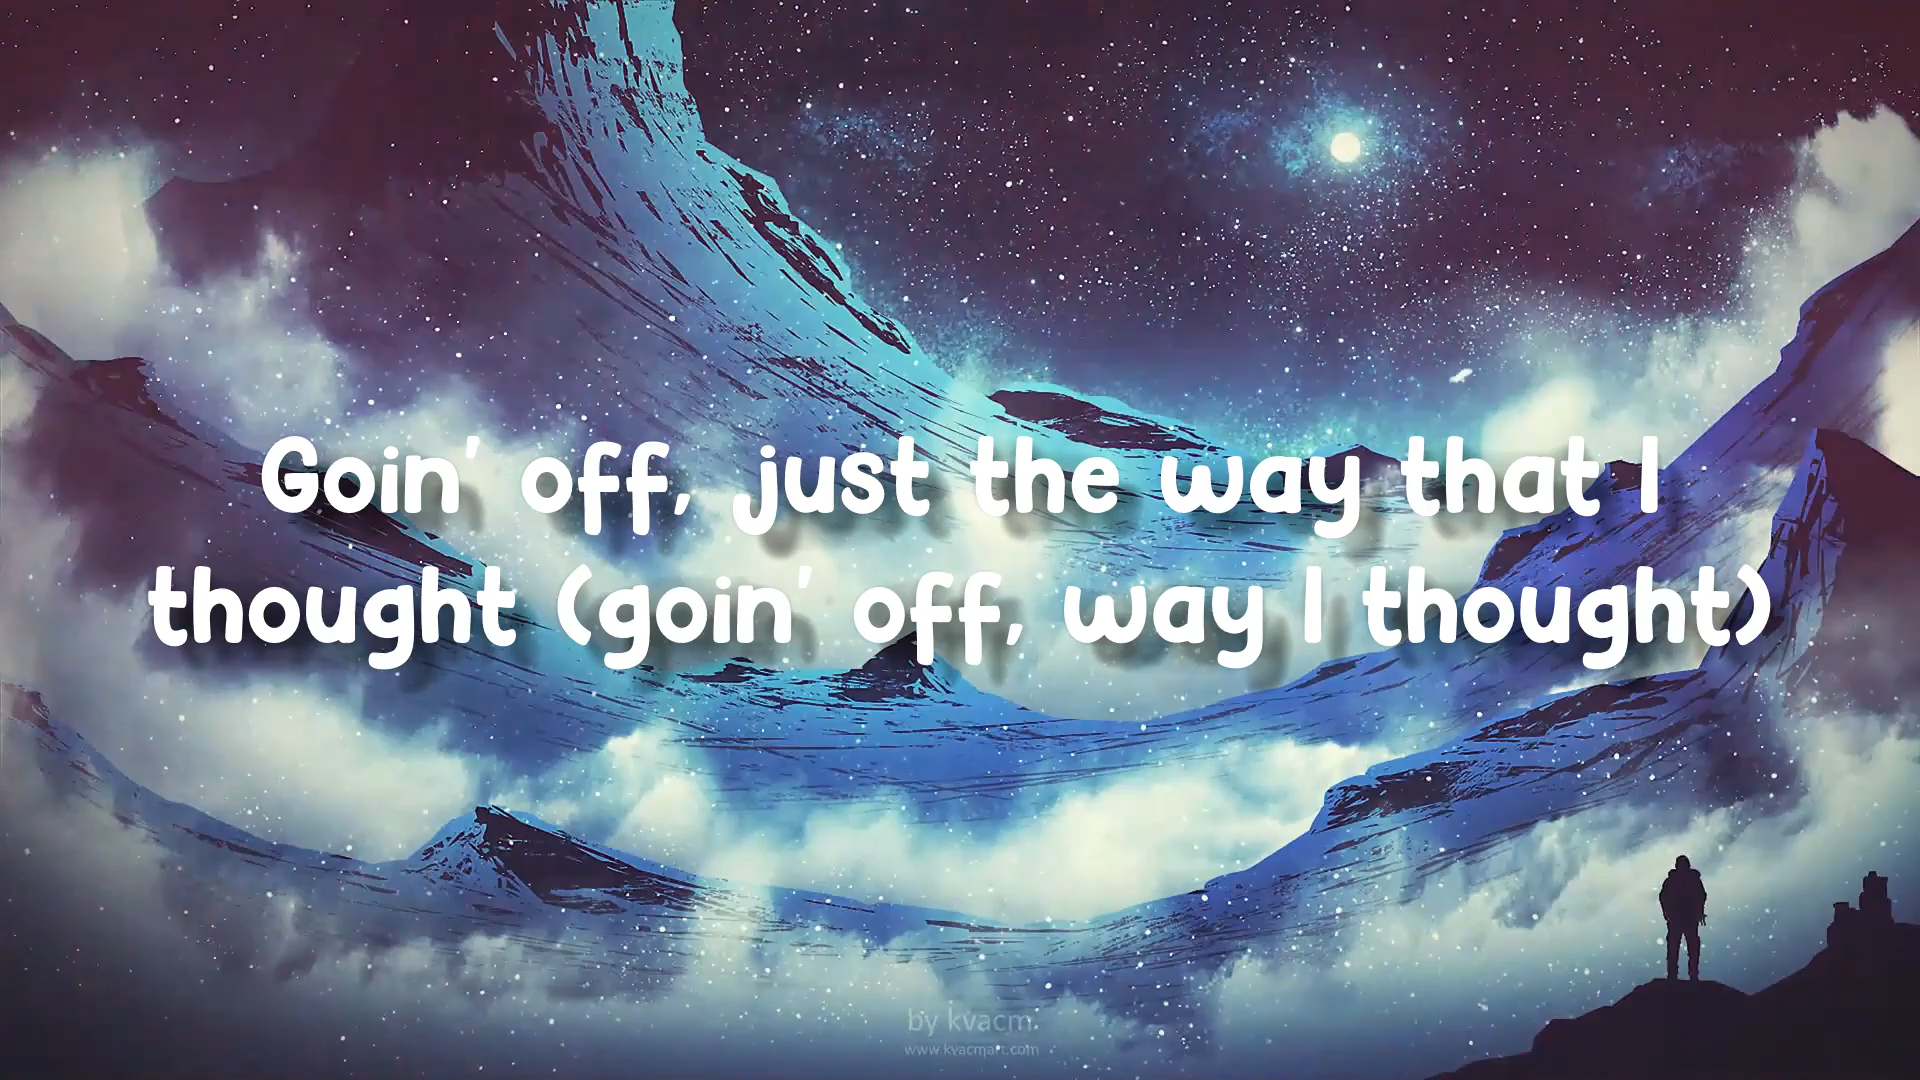 Goin' off, just the way that I
thought (goin' off, way I thought)
by kvacm
www.kvacmart.com